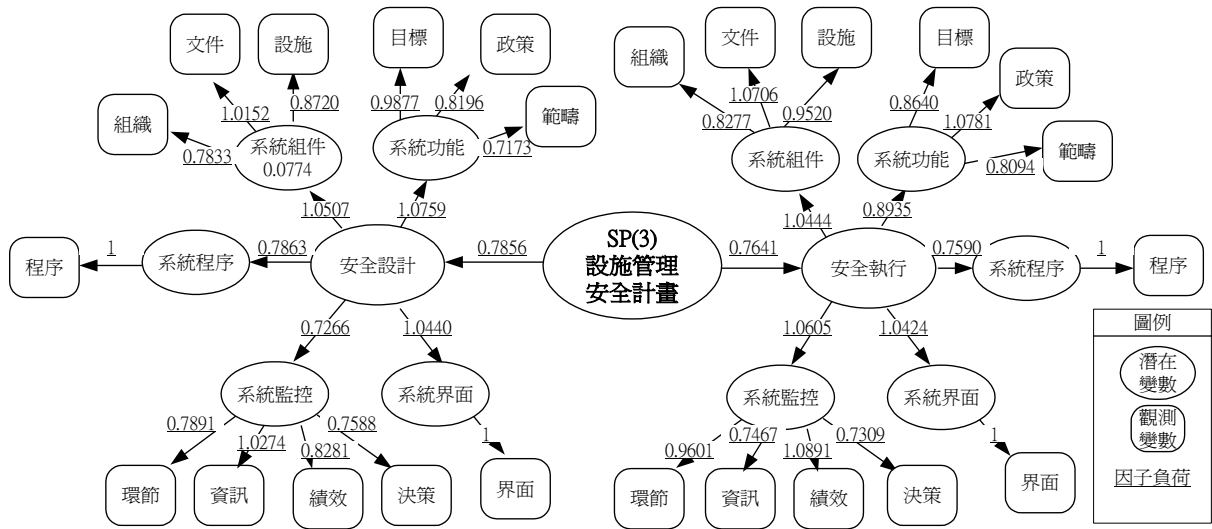 文件
設施
目標
政策
組織
1.0152
0.8720
0.9877
0.8196
0.7833
系統組件
0.0774
系統功能
0.7173
範疇
組織
文件
設施
目標
政策
1.0706
0.8277
0.9520
0.8640
1.0781
系統組件
系統功能
0.8094
範疇
1.0507
1.0759
1.0444
0.8935
程序
1
系統程序
0.7863
安全設計
0.7856
SP(3)
設施管理
安全計畫
0.7641
安全執行
0.7590
系統程序
1
程序
0.7266
1.0440
1.0605
1.0424
系統監控
系統界面
系統監控
系統界面
0.7891
1.0274
0.8281
0.7588
1
0.9601
0.7467
1.0891
0.7309
1
環節
資訊
績效
決策
界面
環節
資訊
績效
決策
界面
圖例
潛在
變數
觀測
變數
因子負荷